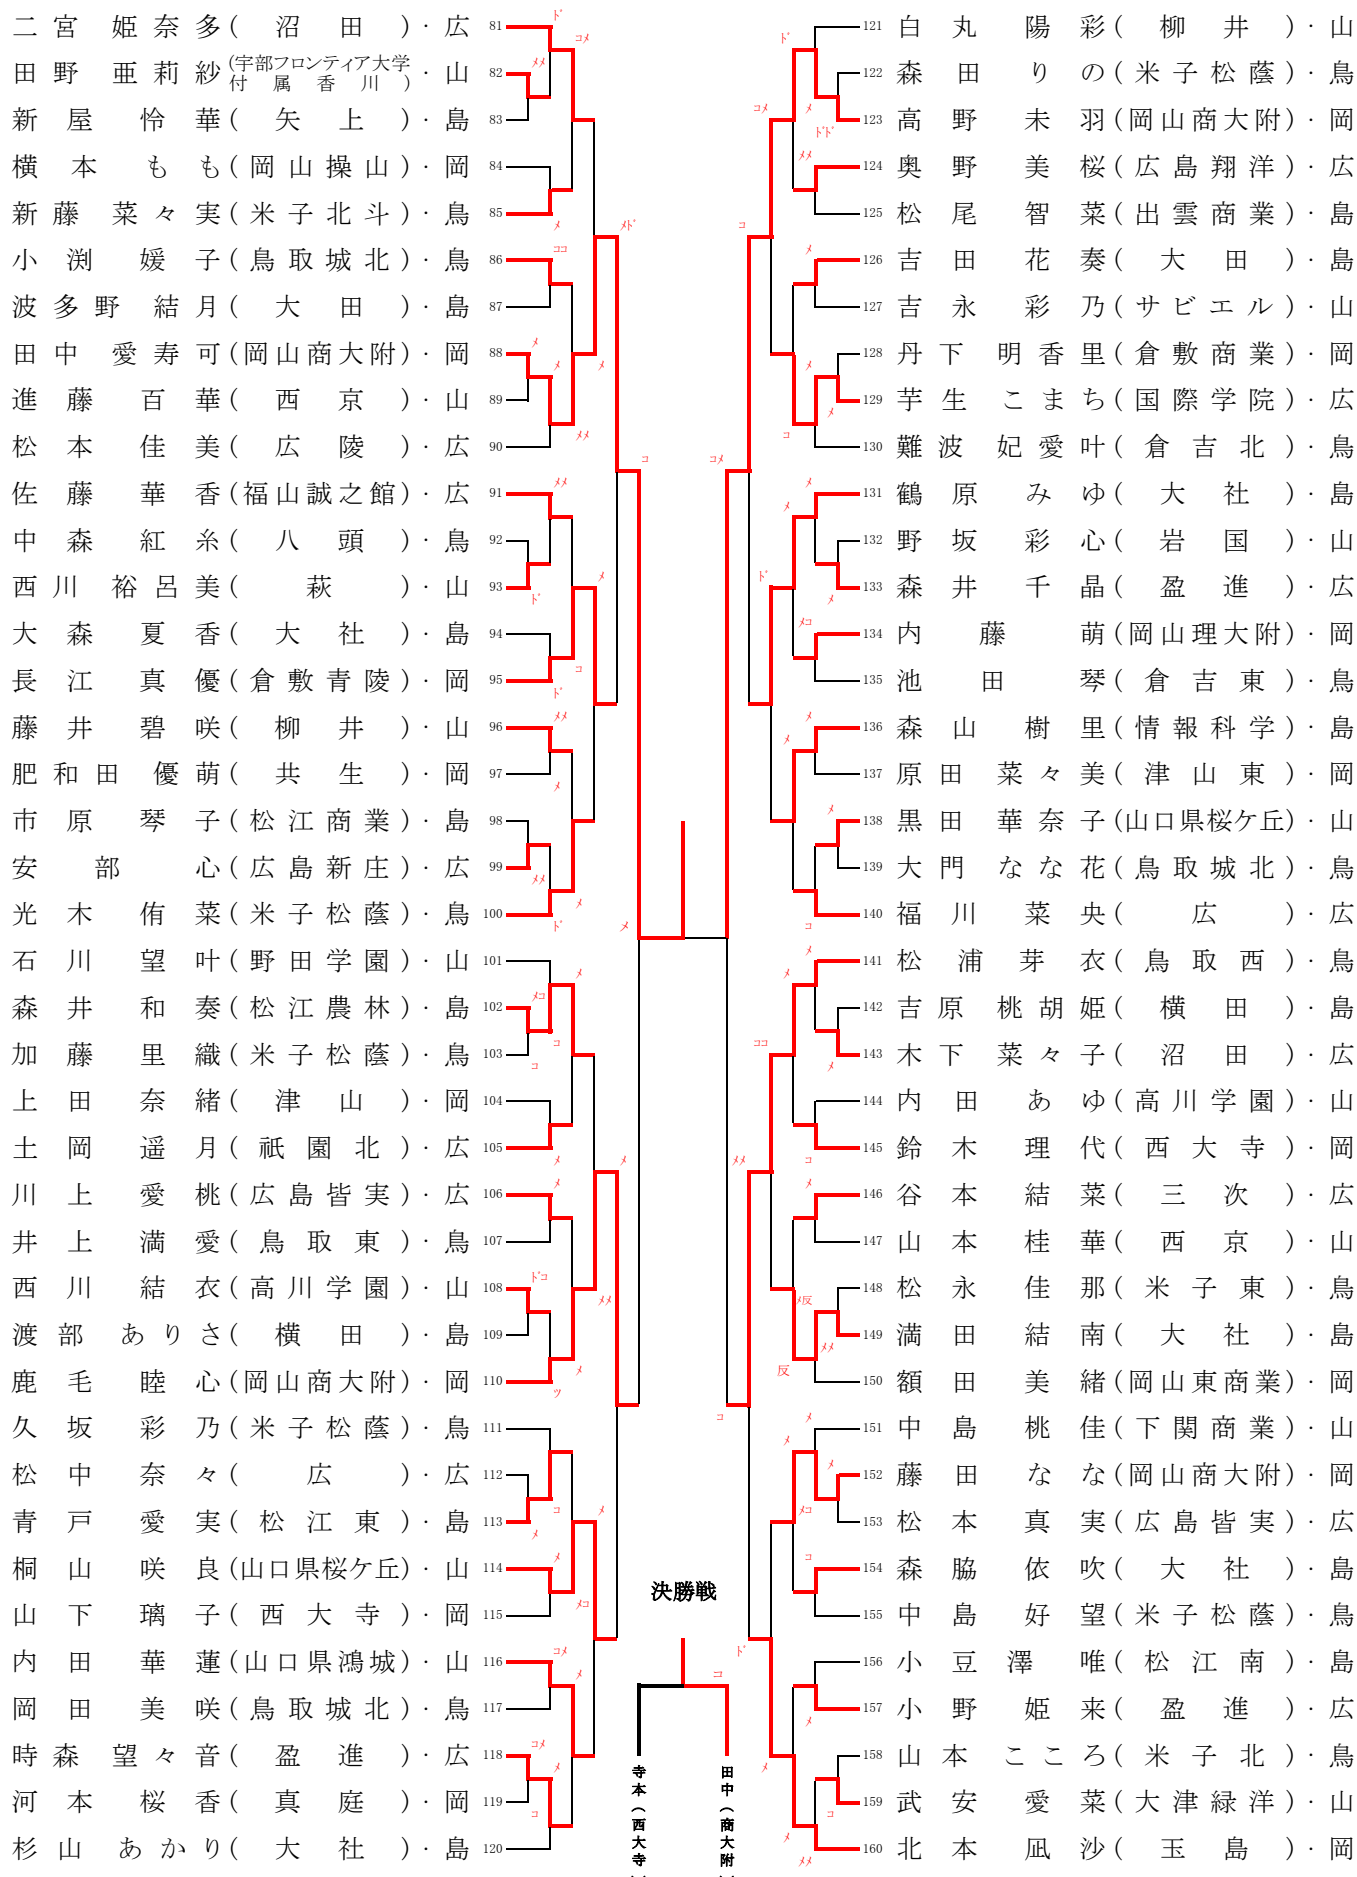 二宮 姫奈多(沼田)・広 81
田野 亜莉紗(宇部フロンティア大学付属香川)・山 82
新屋 怜華(矢上)・島 83
横本 もも(岡山操山)・岡 84
新藤 菜々実(米子北斗)・鳥 85
小渕 媛子(鳥取城北)・鳥 86
波多野 結月(大田)・島 87
田中 愛寿可(岡山商大附)・岡 88
進藤 百華(西京)・山 89
松本 佳美(広陵)・広 90
佐藤 華香(福山誠之館)・広 91
中森 紅糸(八頭)・鳥 92
西川 裕呂美(萩)・山 93
大森 夏香(大社)・島 94
長江 真優(倉敷青陵)・岡 95
藤井 碧咲(柳井)・山 96
肥和田 優萌(共生)・岡 97
市原 琴子(松江商業)・島 98
安部 心(広島新庄)・広 99
光木 侑菜(米子松蔭)・鳥 100
石川 望叶(野田学園)・山 101
森井 和奏(松江農林)・島 102
加藤 里織(米子松蔭)・鳥 103
上田 奈緒(津山)・岡 104
土岡 遥月(祇園北)・広 105
川上 愛桃(広島皆実)・広 106
井上 満愛(鳥取東)・鳥 107
西川 結衣(高川学園)・山 108
渡部 ありさ(横田)・島 109
鹿毛 睦心(岡山商大附)・岡 110
久坂 彩乃(米子松蔭)・鳥 111
松中 奈々(広)・広 112
青戸 愛実(松江東)・島 113
桐山 咲良(山口県桜ケ丘)・山 114
山下 璃子(西大寺)・岡 115
内田 華蓮(山口県鴻城)・山 116
岡田 美咲(鳥取城北)・鳥 117
時森 望々音(盈進)・広 118
河本 桜香(真庭)・岡 119
杉山 あかり(大社)・島 120
121 白丸 陽彩(柳井)・山
122 森田 りの(米子松蔭)・鳥
123 高野 未羽(岡山商大附)・岡
124 奥野 美桜(広島翔洋)・広
125 松尾 智菜(出雲商業)・島
126 吉田 花奏(大田)・島
127 吉永 彩乃(サビエル)・山
128 丹下 明香里(倉敷商業)・岡
129 芋生 こまち(国際学院)・広
130 難波 妃愛叶(倉吉北)・鳥
131 鶴原 みゆ(大社)・島
132 野坂 彩心(岩国)・山
133 森井 千晶(盈進)・広
134 内藤 萌(岡山理大附)・岡
135 池田 琴(倉吉東)・鳥
136 森山 樹里(情報科学)・島
137 原田 菜々美(津山東)・岡
138 黒田 華奈子(山口県桜ケ丘)・山
139 大門 なな花(鳥取城北)・鳥
140 福川 菜央(広)・広
141 松浦 芽衣(鳥取西)・鳥
142 吉原 桃胡姫(横田)・島
143 木下 菜々子(沼田)・広
144 内田 あゆ(高川学園)・山
145 鈴木 理代(西大寺)・岡
146 谷本 結菜(三次)・広
147 山本 桂華(西京)・山
148 松永 佳那(米子東)・鳥
149 満田 結南(大社)・島
150 額田 美緒(岡山東商業)・岡
151 中島 桃佳(下関商業)・山
152 藤田 なな(岡山商大附)・岡
153 松本 真実(広島皆実)・広
154 森脇 依吹(大社)・島
155 中島 好望(米子松蔭)・鳥
156 小豆澤 唯(松江南)・島
157 小野 姫来(盈進)・広
158 山本 こころ(米子北)・鳥
159 武安 愛菜(大津緑洋)・山
160 北本 凪沙(玉島)・岡
決勝戦
コ
寺本(西大寺
田中(商大附